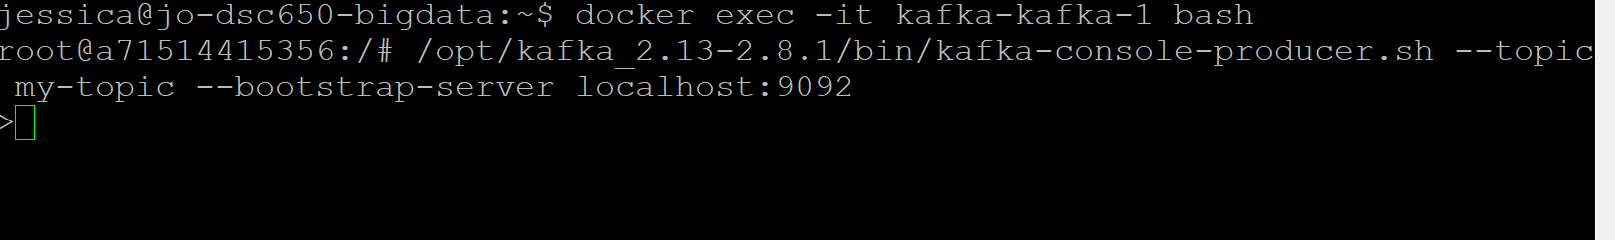 jessica@jo-dsc650-bigdata:~$ docker exec -it kafka-kafka-1 bash
root@a71514415356:/# /opt/kafka_2.13-2.8.1/bin/kafka-console-producer.sh --topic
my-topic --bootstrap-server localhost:9092
>